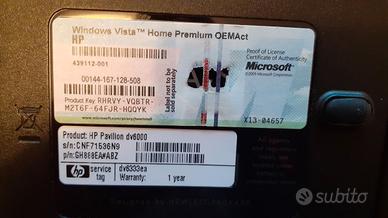 Windows Vista™ Home Premium OEMAct
HP
439112-001
Proof of License
Certificate of Authenticity
Microsoft
Label not to be sold separately
00144-167-128-508
Product Key: RHRVY-VQBTR-
M2T6F-64FJR-HQQYK
X13-04657
Product: HP Pavilion dv6000
s/n: CNF71536N9
p/n: GH868EA#ABZ
hp
service
tag
dv6333ea
Warranty: 1 year
subito